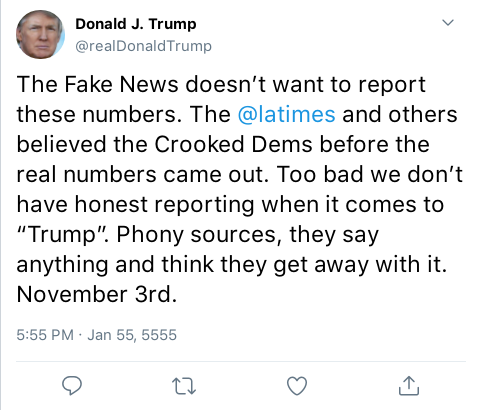 Donald J. Trump
@realDonaldTrump
The Fake News doesn’t want to report
these numbers. The @latimes and others
believed the Crooked Dems before the
real numbers came out. Too bad we don’t
have honest reporting when it comes to
“Trump”. Phony sources, they say
anything and think they get away with it.
November 3rd.
5:55 PM · Jan 55, 5555